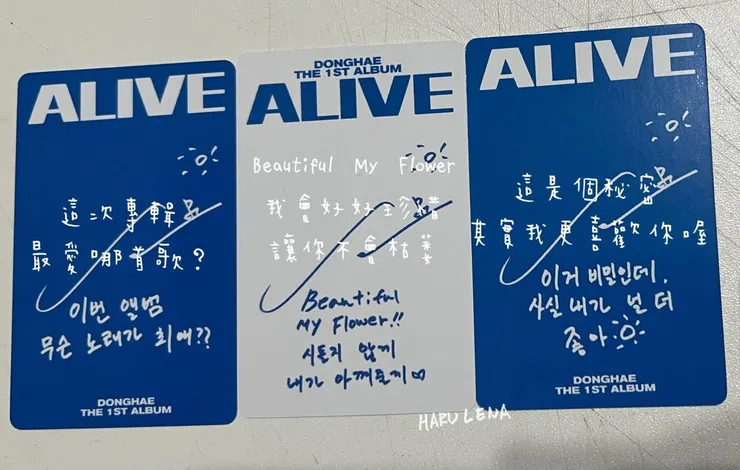 ALIVE
這次專輯
最愛哪首歌？
이번 앨범
무슨 노래가 최애??
DONGHAE
THE 1ST ALBUM
DONGHAE
THE 1ST ALBUM
ALIVE
Beautiful My Flower
我會好好珍惜
讓你不會枯萎
Beautiful
MY Flower!!
시들지 않게
내가 아껴줄게♡
ALIVE
這是個秘密
其實我更喜歡你喔
이거 비밀인데,
사실 내가 널 더
좋아
DONGHAE
THE 1ST ALBUM
HARU LENA